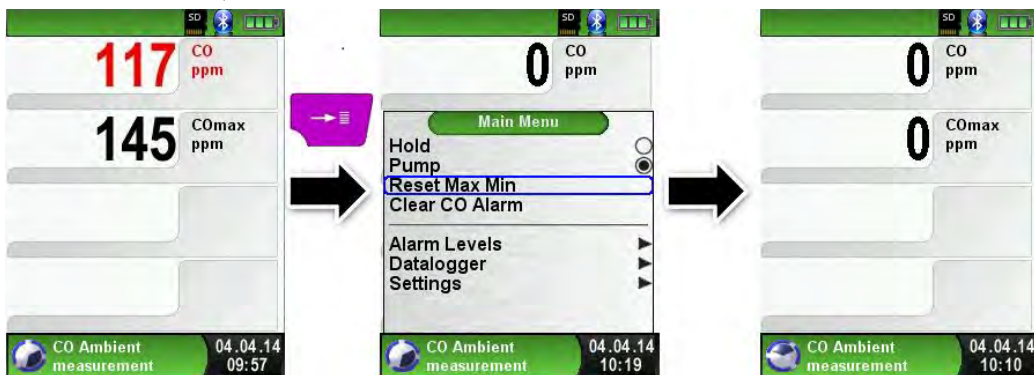 SD
117 CO
ppm
145 COmax
ppm
CO Ambient 04.04.14
measurement 09:57
SD
0 CO
ppm
Main Menu
Hold
Pump
Reset Max Min
Clear CO Alarm
Alarm Levels
Datalogger
Settings
CO Ambient 04.04.14
measurement 10:19
SD
0 CO
ppm
0 COmax
ppm
CO Ambient 04.04.14
measurement 10:10